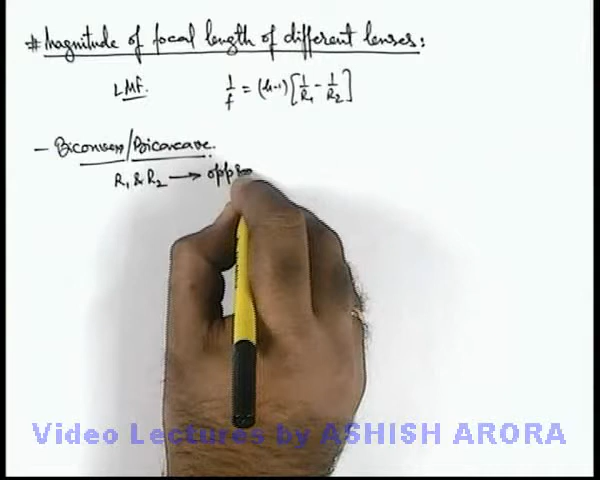 # Magnitude of focal length of different lenses:
LMF. 1/f = (μ-1) [1/R₁ - 1/R₂]
- Biconvex/Biconcave.
R₁ & R₂ → oppo
Video Lectures by ASHISH ARORA